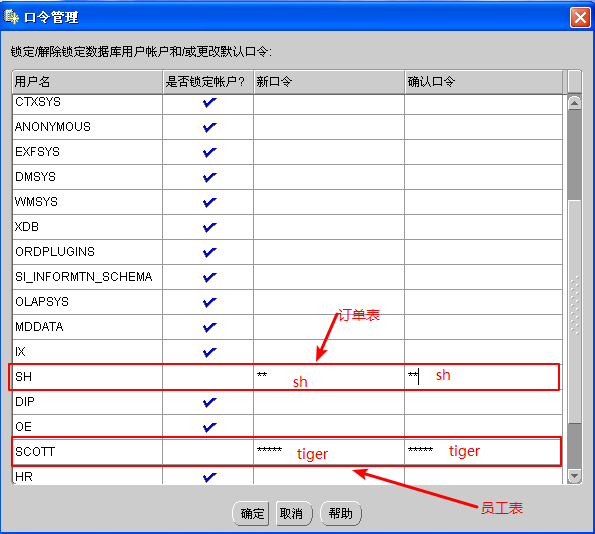 口令管理
锁定/解除锁定数据库用户帐户和/或更改默认口令:
用户名 是否锁定帐户? 新口令 确认口令
CTXSYS
ANONYMOUS
EXFSYS
DMSYS
WMSYS
XDB
ORDPLUGINS
SI_INFORMTN_SCHEMA
OLAPSYS
MDDATA
订单表
IX
SH ** sh ** sh
DIP
OE
SCOTT ***** tiger ***** tiger
HR
员工表
确定 取消 帮助